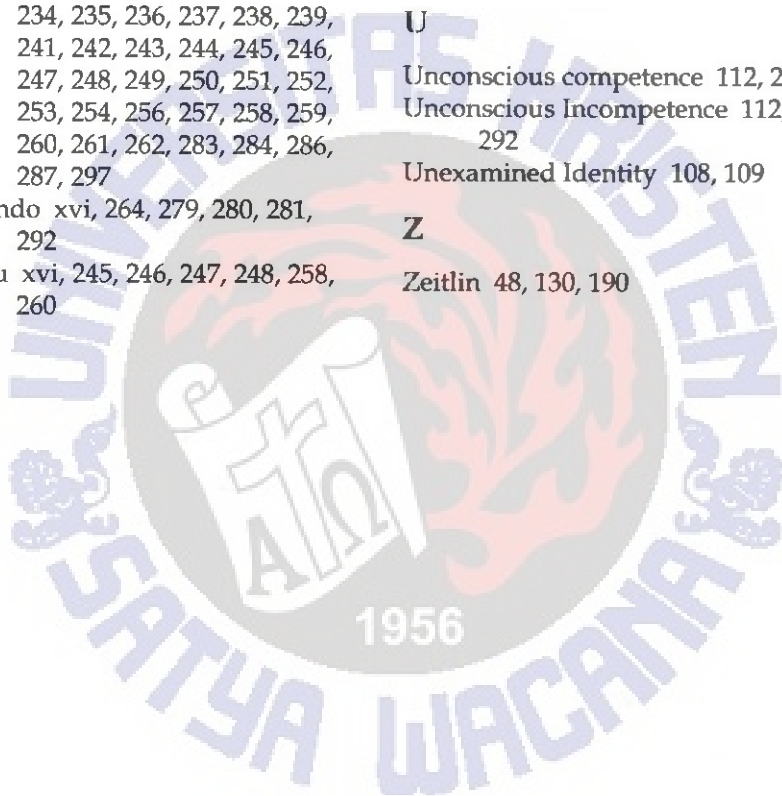 234, 235, 236, 237, 238, 239,
241, 242, 243, 244, 245, 246,
247, 248, 249, 250, 251, 252,
253, 254, 256, 257, 258, 259,
260, 261, 262, 283, 284, 286,
287, 297
xvi, 264, 279, 280, 281,
292
xvi, 245, 246, 247, 248, 258,
260
U
Unconscious competence 112,
Unconscious Incompetence 112,
292
Unexamined Identity 108, 109
Z
Zeitlin 48, 130, 190
UNIVERSITAS KRISTEN
Α Ω
1956
SATYA WACANA